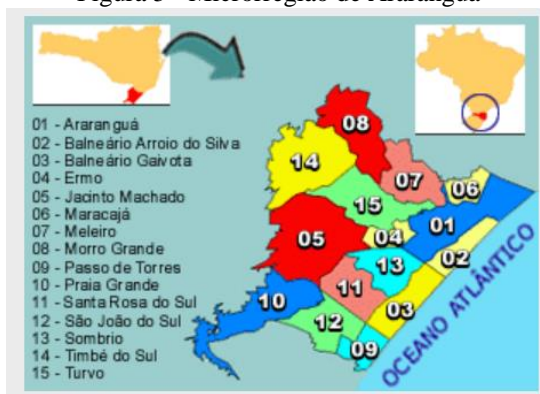 Figura 3 - Microrregião de Araranguá
01 - Araranguá
02 - Balneário Arroio do Silva
03 - Balneário Gaivota
04 - Ermo
05 - Jacinto Machado
06 - Maracajá
07 - Meleiro
08 - Morro Grande
09 - Passo de Torres
10 - Praia Grande
11 - Santa Rosa do Sul
12 - São João do Sul
13 - Sombrio
14 - Timbé do Sul
15 - Turvo
08
14
07
06
15
01
05
04
02
13
10
11
03
12
09
OCEANO ATLÂNTICO